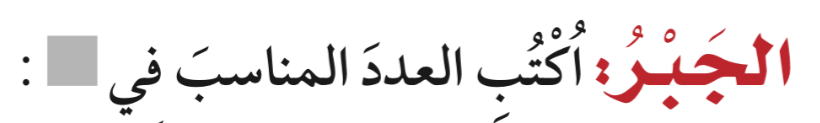 الجَبْرُ: اُكْتُبِ العددَ المناسبَ في ■ :